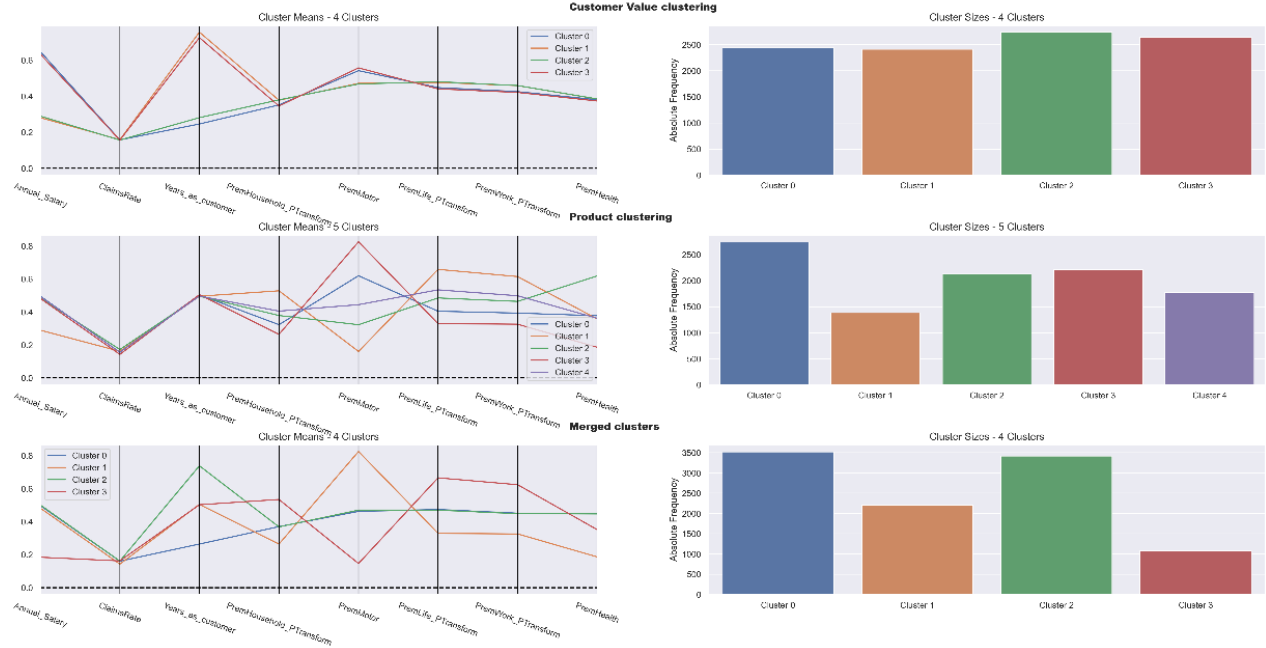 Customer Value clustering
Cluster Means - 4 Clusters
Cluster 0
Cluster 1
Cluster 2
Cluster 3
0.8
0.4
0.2
0.0
Annual_Salary
ClaimsRate
Years_as_customer
PremHousehold_PTransform
PremMotor
PremLife_PTransform
PremWork_PTransform
PremHealth
Cluster Sizes - 4 Clusters
Absolute Frequency
2500
2000
1500
1000
500
0
Cluster 0
Cluster 1
Cluster 2
Cluster 3
Product clustering
Cluster Means - 5 Clusters
0.8
0.6
0.4
0.2
0.0
Cluster 0
Cluster 1
Cluster 2
Cluster 3
Cluster 4
Annual_Salary
ClaimsRate
Years_as_customer
PremHousehold_PTransform
PremMotor
PremLife_PTransform
PremWork_PTransform
PremHealth
Cluster Sizes - 5 Clusters
Absolute Frequency
2500
2000
1500
1000
500
0
Cluster 0
Cluster 1
Cluster 2
Cluster 3
Cluster 4
Merged clusters
Cluster Means - 4 Clusters
0.8
0.6
0.4
0.2
0.0
Cluster 0
Cluster 1
Cluster 2
Cluster 3
Annual_Salary
ClaimsRate
Years_as_customer
PremHousehold_PTransform
PremMotor
PremLife_PTransform
PremWork_PTransform
PremHealth
Cluster Sizes - 4 Clusters
Absolute Frequency
3500
3000
2500
2000
1500
1000
500
0
Cluster 0
Cluster 1
Cluster 2
Cluster 3